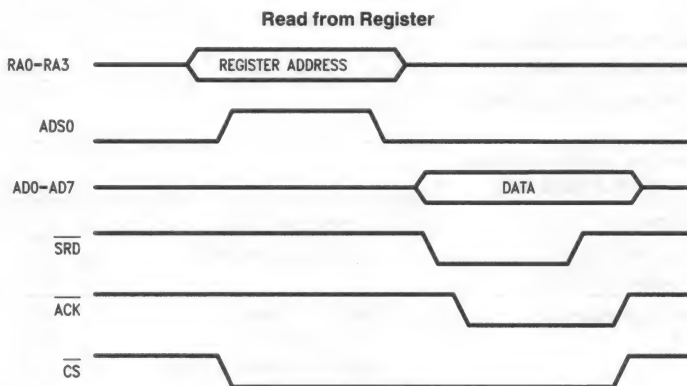 Read from Register
RA0-RA3
REGISTER ADDRESS
ADS0
AD0-AD7
DATA
SRD
ACK
CS